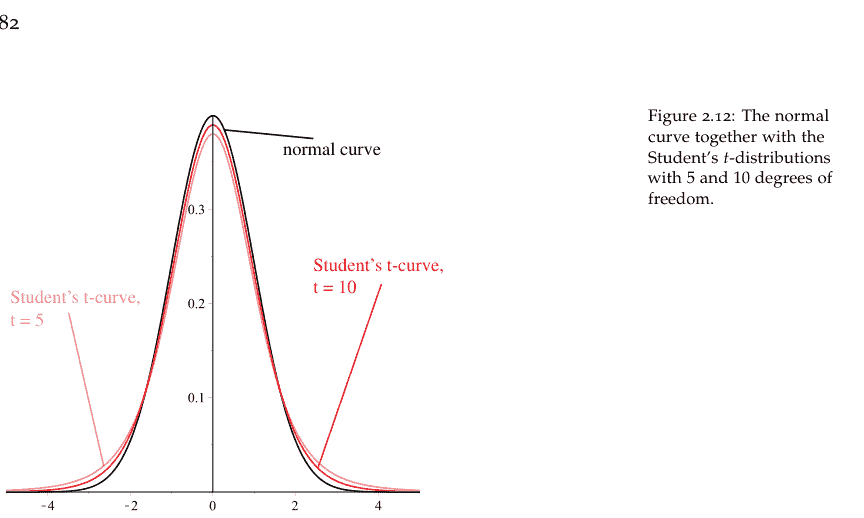 82
Figure 2.12: The normal
curve together with the
Student's t-distributions
with 5 and 10 degrees of
freedom.
normal curve
0.3
Student's t-curve,
t = 10
Student's t-curve,
t = 5
0.2
0.1
-4 -2 0 2 4